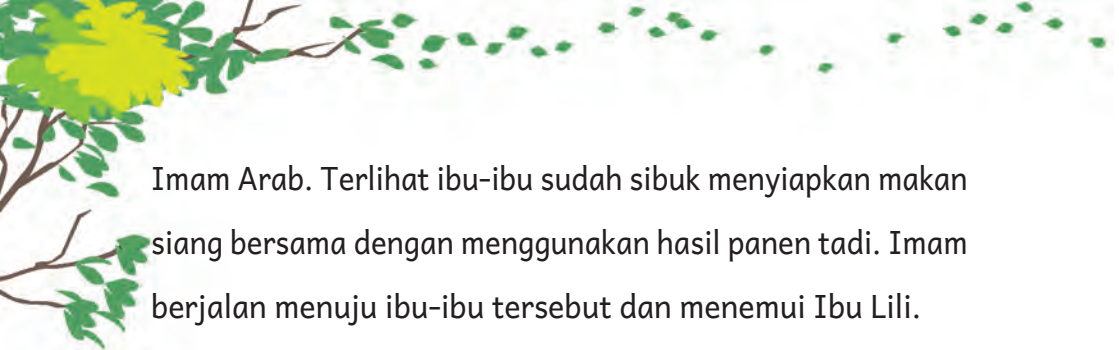 Imam Arab. Terlihat ibu-ibu sudah sibuk menyiapkan makan
siang bersama dengan menggunakan hasil panen tadi. Imam
berjalan menuju ibu-ibu tersebut dan menemui Ibu Lili.